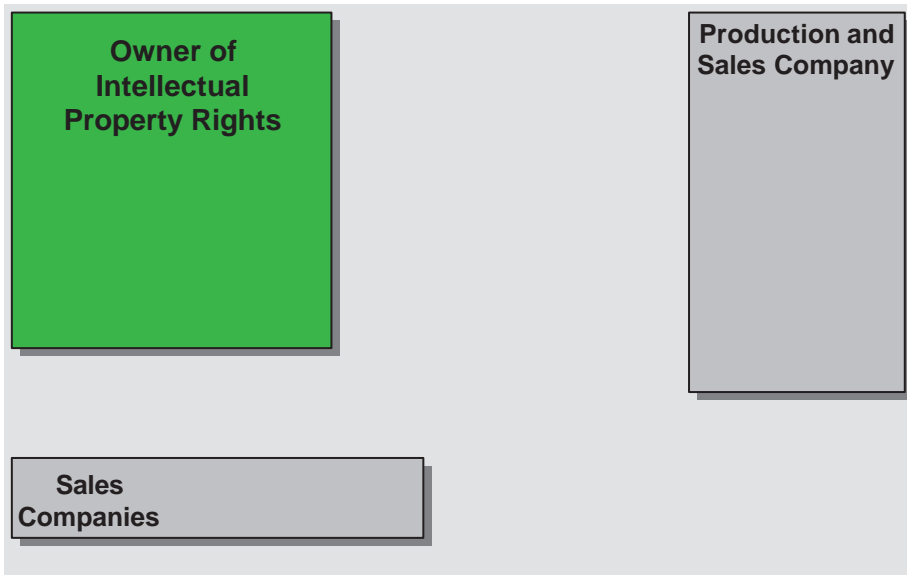 Owner of
Intellectual
Property Rights
Production and
Sales Company
Sales
Companies